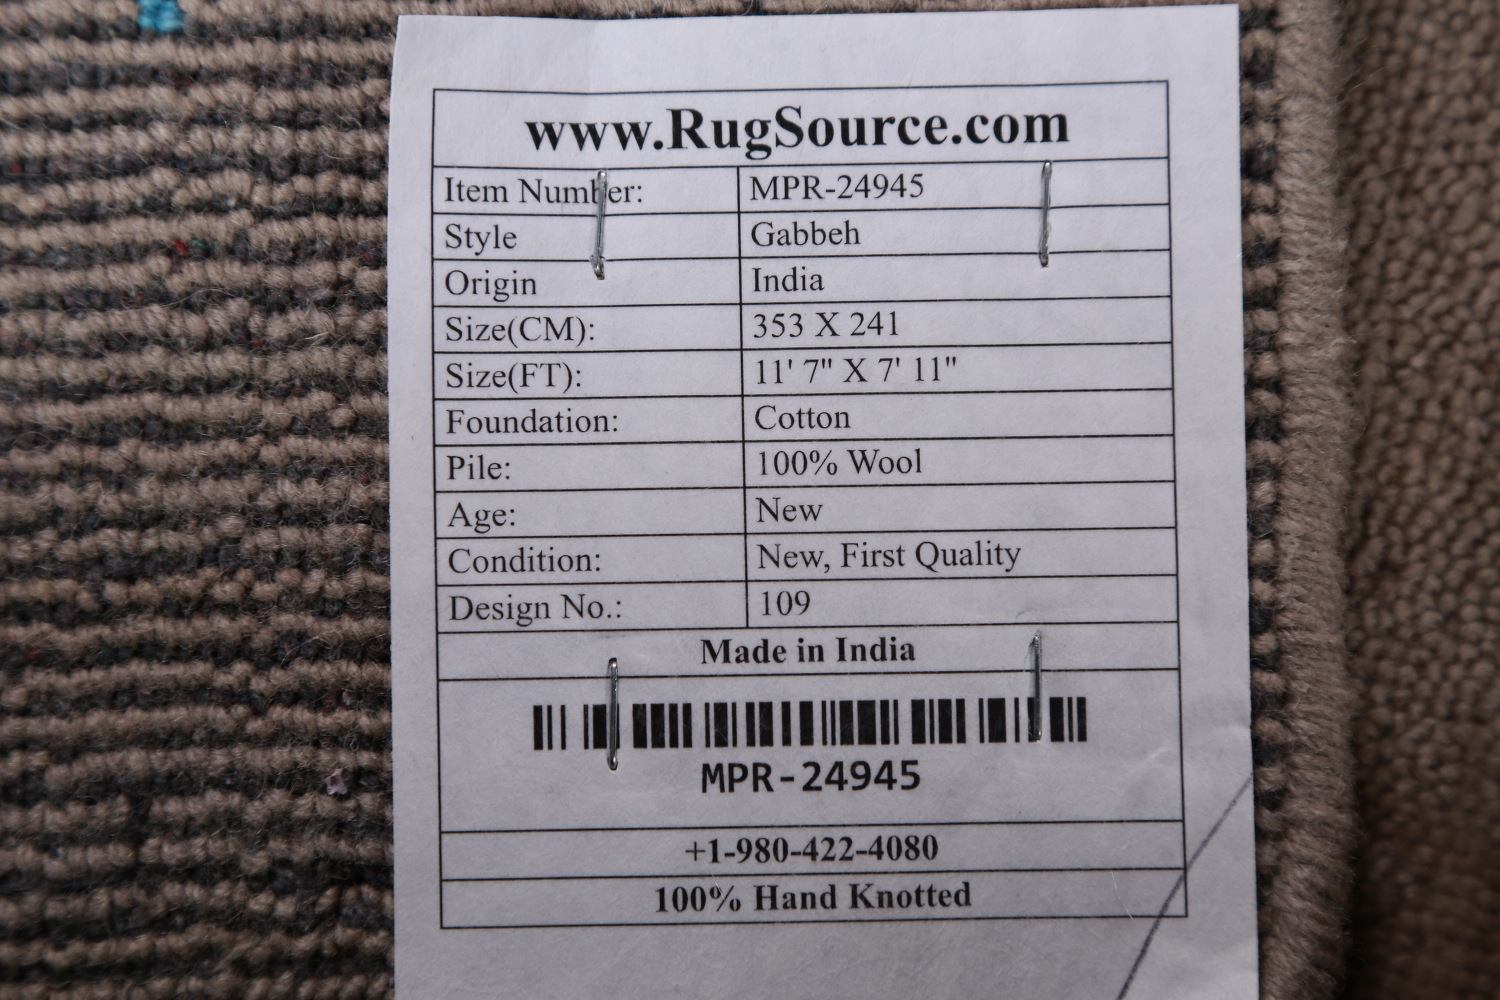 www.RugSource.com
Item Number: MPR-24945
Style Gabbeh
Origin India
Size(CM): 353 X 241
Size(FT): 11' 7" X 7' 11"
Foundation: Cotton
Pile: 100% Wool
Age: New
Condition: New, First Quality
Design No.: 109
Made in India
MPR-24945
+1-980-422-4080
100% Hand Knotted